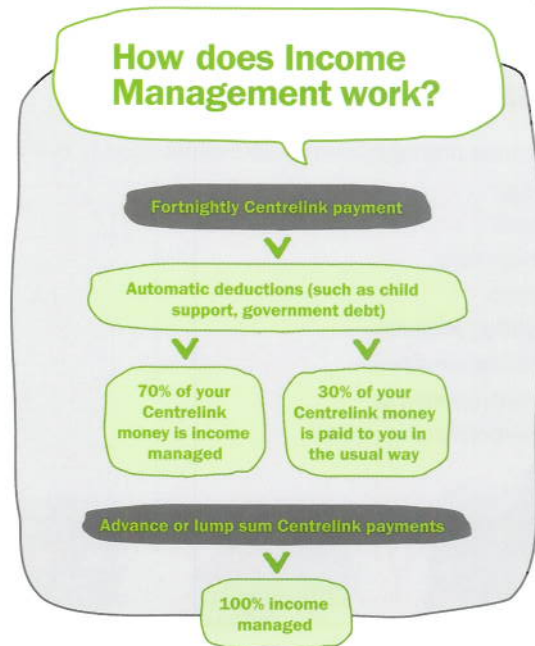 How does Income
Management work?
Fortnightly Centrelink payment
Automatic deductions (such as child
support, government debt)
70% of your
Centrelink
money is income
managed
30% of your
Centrelink money
is paid to you in
the usual way
Advance or lump sum Centrelink payments
100% income
managed